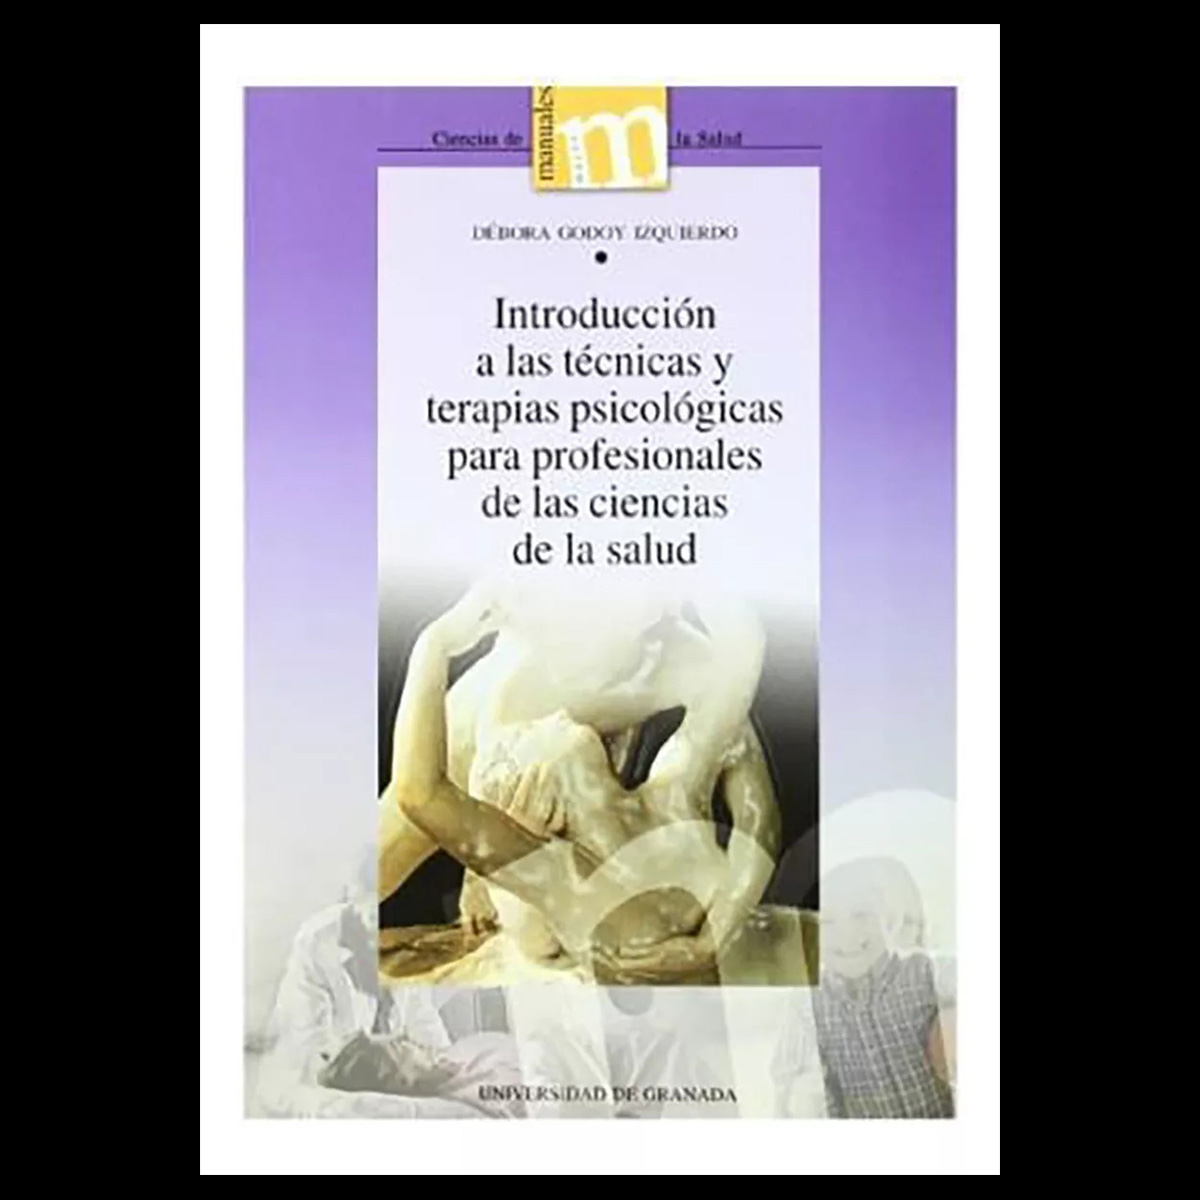 manuales
m
Ciencias de la Salud
DÉBORA GODOY IZQUIERDO
Introducción
a las técnicas y
terapias psicológicas
para profesionales
de las ciencias
de la salud
UNIVERSIDAD DE GRANADA